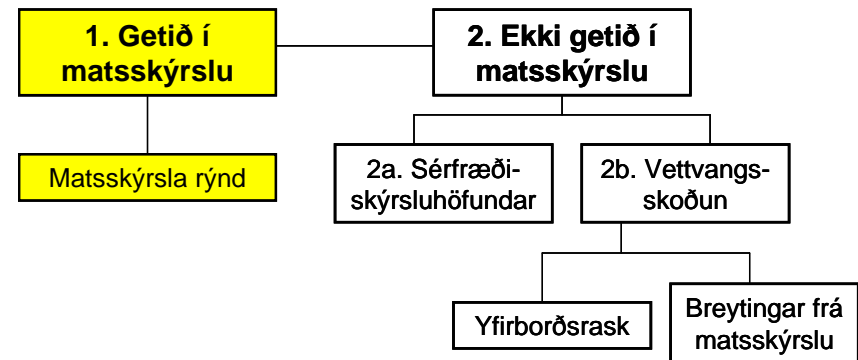 1. Getið í
matsskýrslu
2. Ekki getið í
matsskýrslu
Matsskýrsla rýnd
2a. Sérfræði-
skýrsluhöfundar
2b. Vettvangs-
skoðun
Yfirborðsrask
Breytingar frá
matsskýrslu